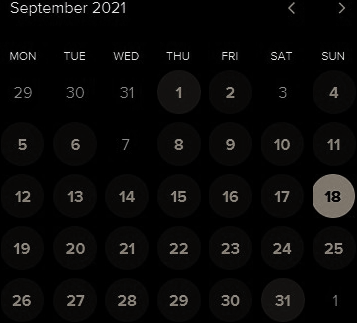 September 2021
MON TUE WED THU FRI SAT SUN
29 30 31 1 2 3 4
5 6 7 8 9 10 11
12 13 14 15 16 17 18
19 20 21 22 23 24 25
26 27 28 29 30 31 1